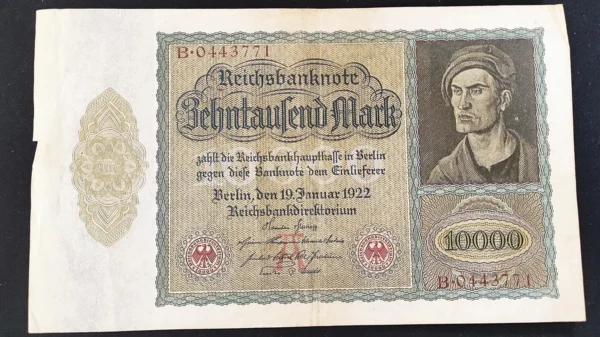 B·0443771
Reichsbanknote
Zehntausend Mark
zahlt die Reichsbankhauptkasse in Berlin
gegen diese Banknote dem Einlieferer
Berlin, den 19. Januar 1922
Reichsbankdirektorium
10000
B·0443771